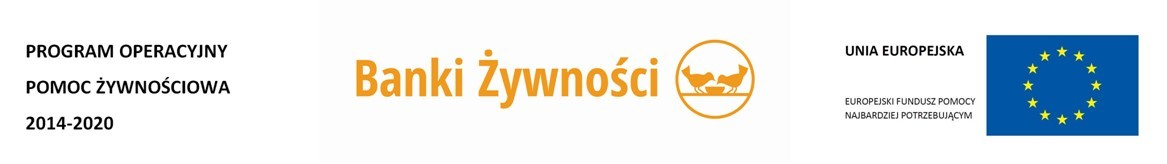 PROGRAM OPERACYJNY
POMOC ŻYWNOŚCIOWA
2014-2020
Banki Żywności
UNIA EUROPEJSKA
EUROPEJSKI FUNDUSZ POMOCY
NAJBARDZIEJ POTRZEBUJĄCYM